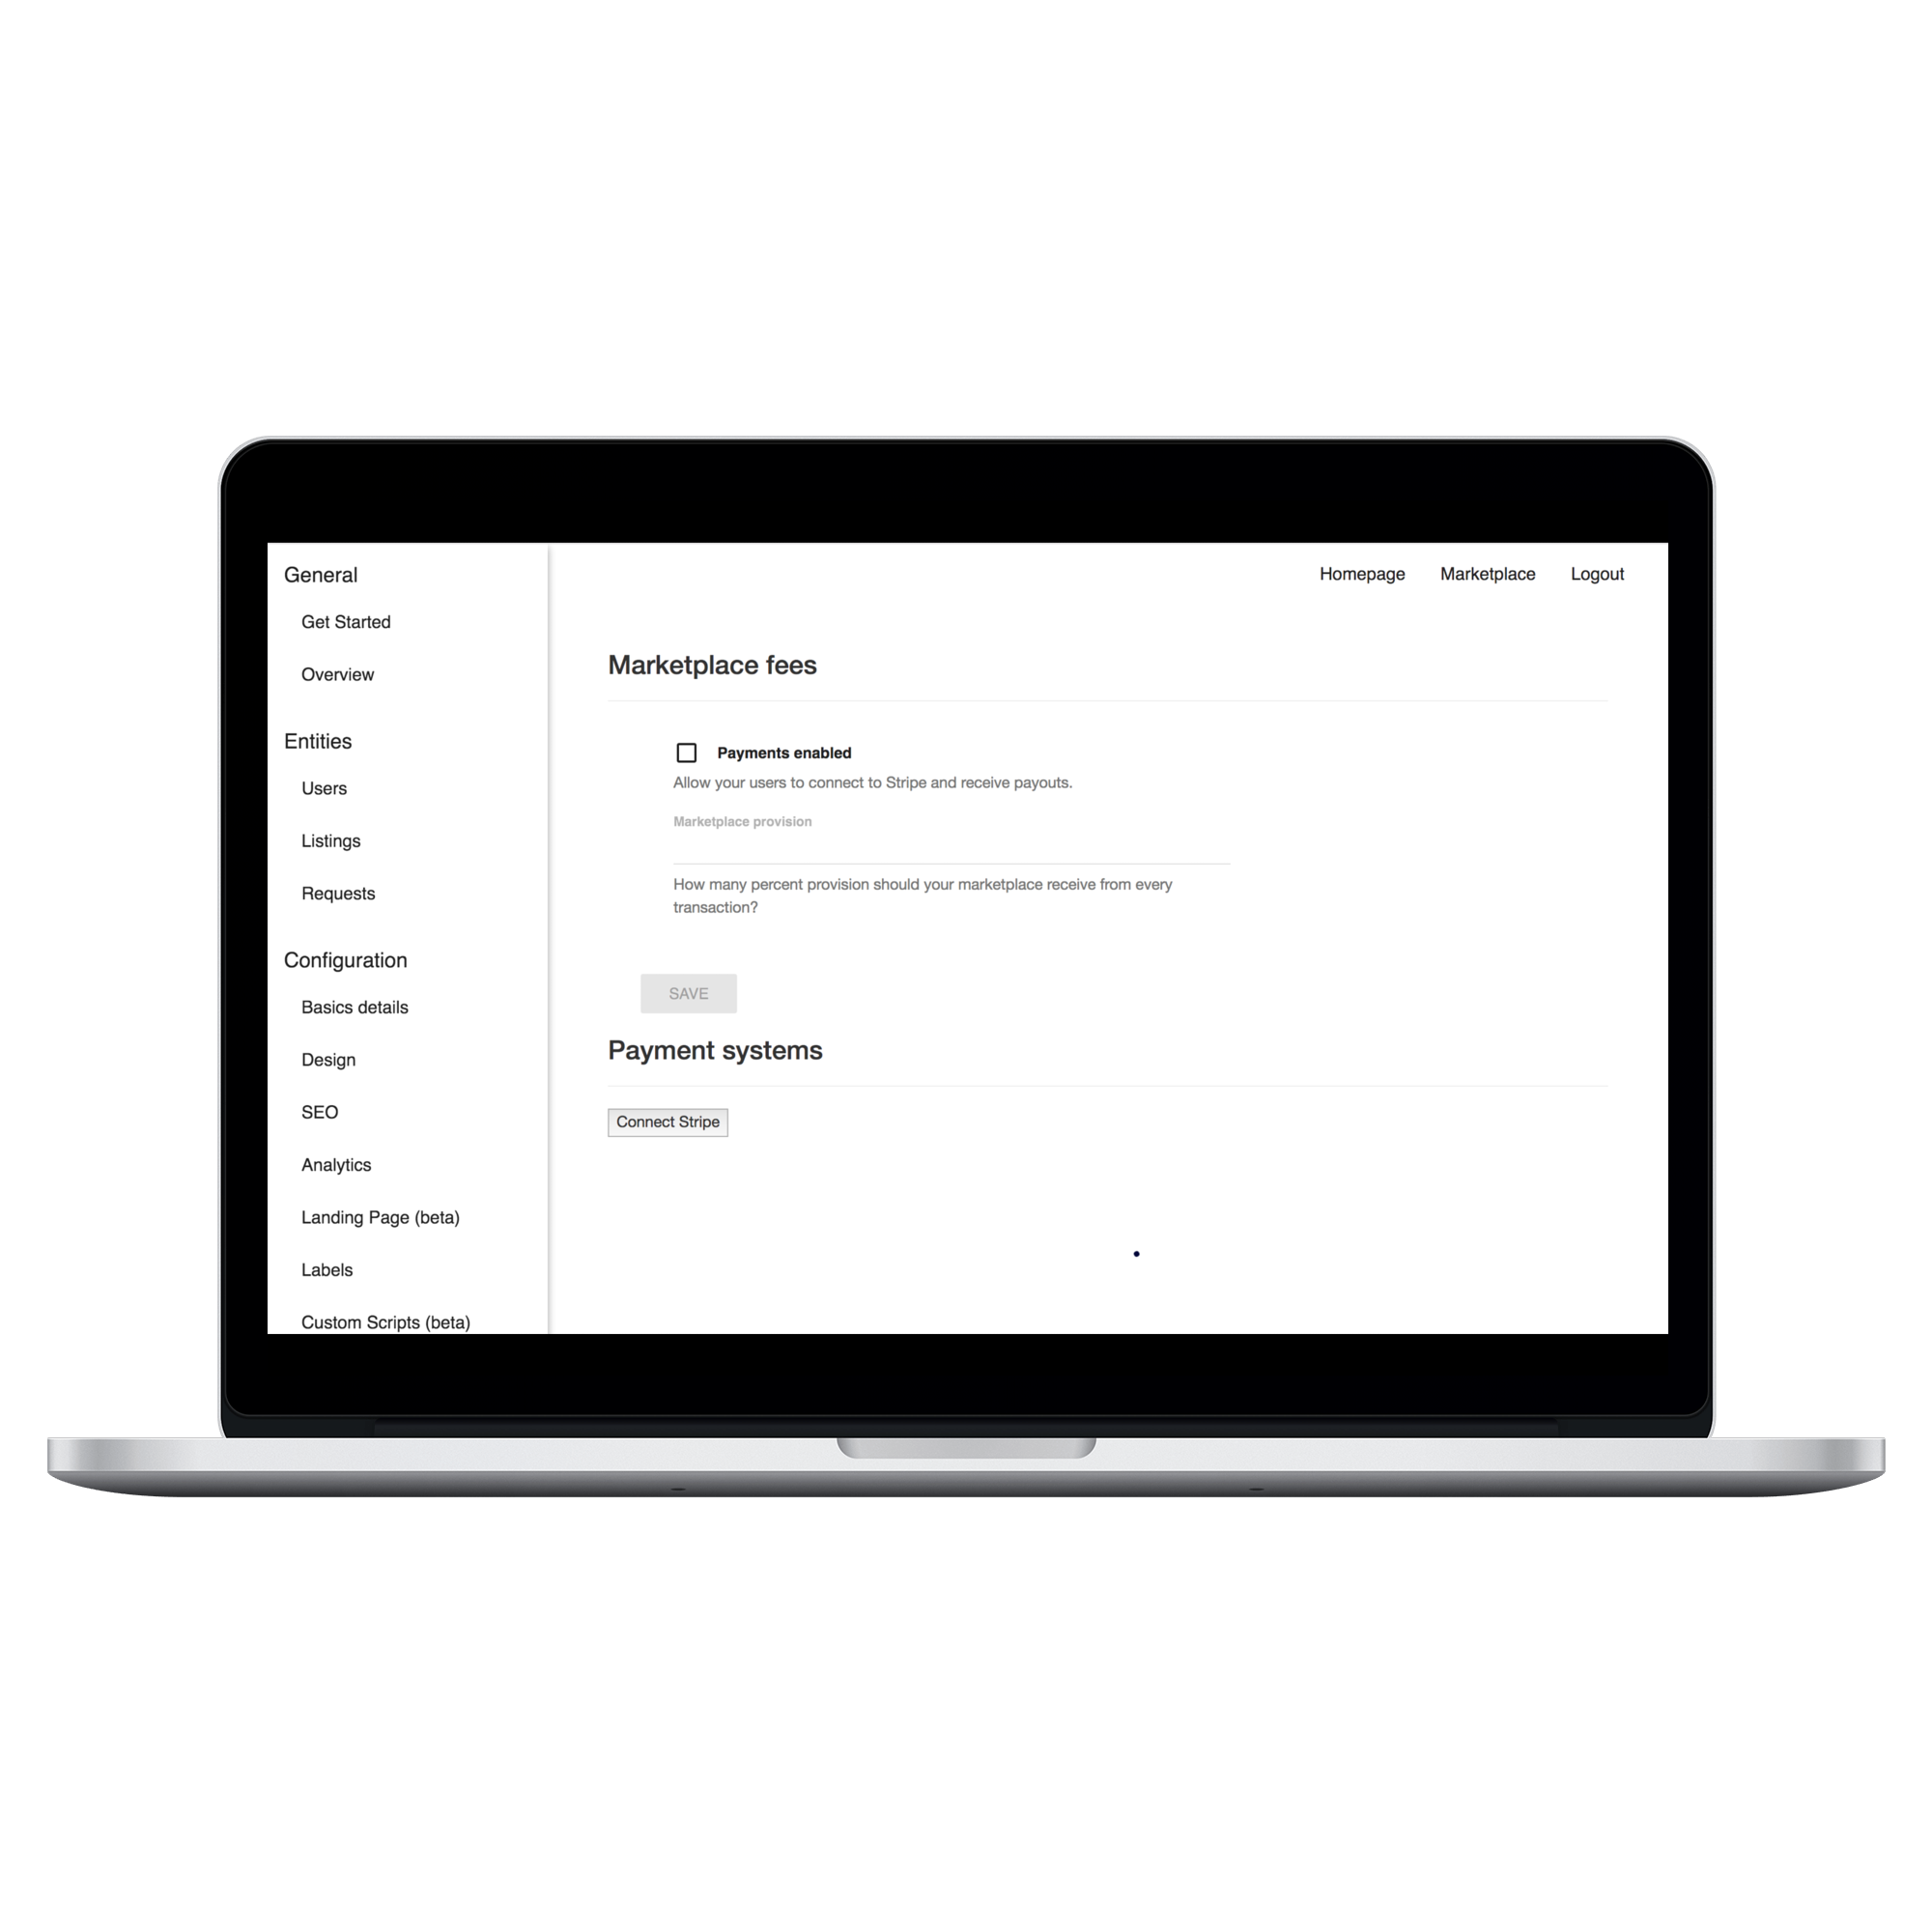 General
Get Started
Overview
Entities
Users
Listings
Requests
Configuration
Basics details
Design
SEO
Analytics
Landing Page (beta)
Labels
Custom Scripts (beta)
Homepage Marketplace Logout
Marketplace fees
Payments enabled
Allow your users to connect to Stripe and receive payouts.
Marketplace provision
How many percent provision should your marketplace receive from every
transaction?
SAVE
Payment systems
Connect Stripe